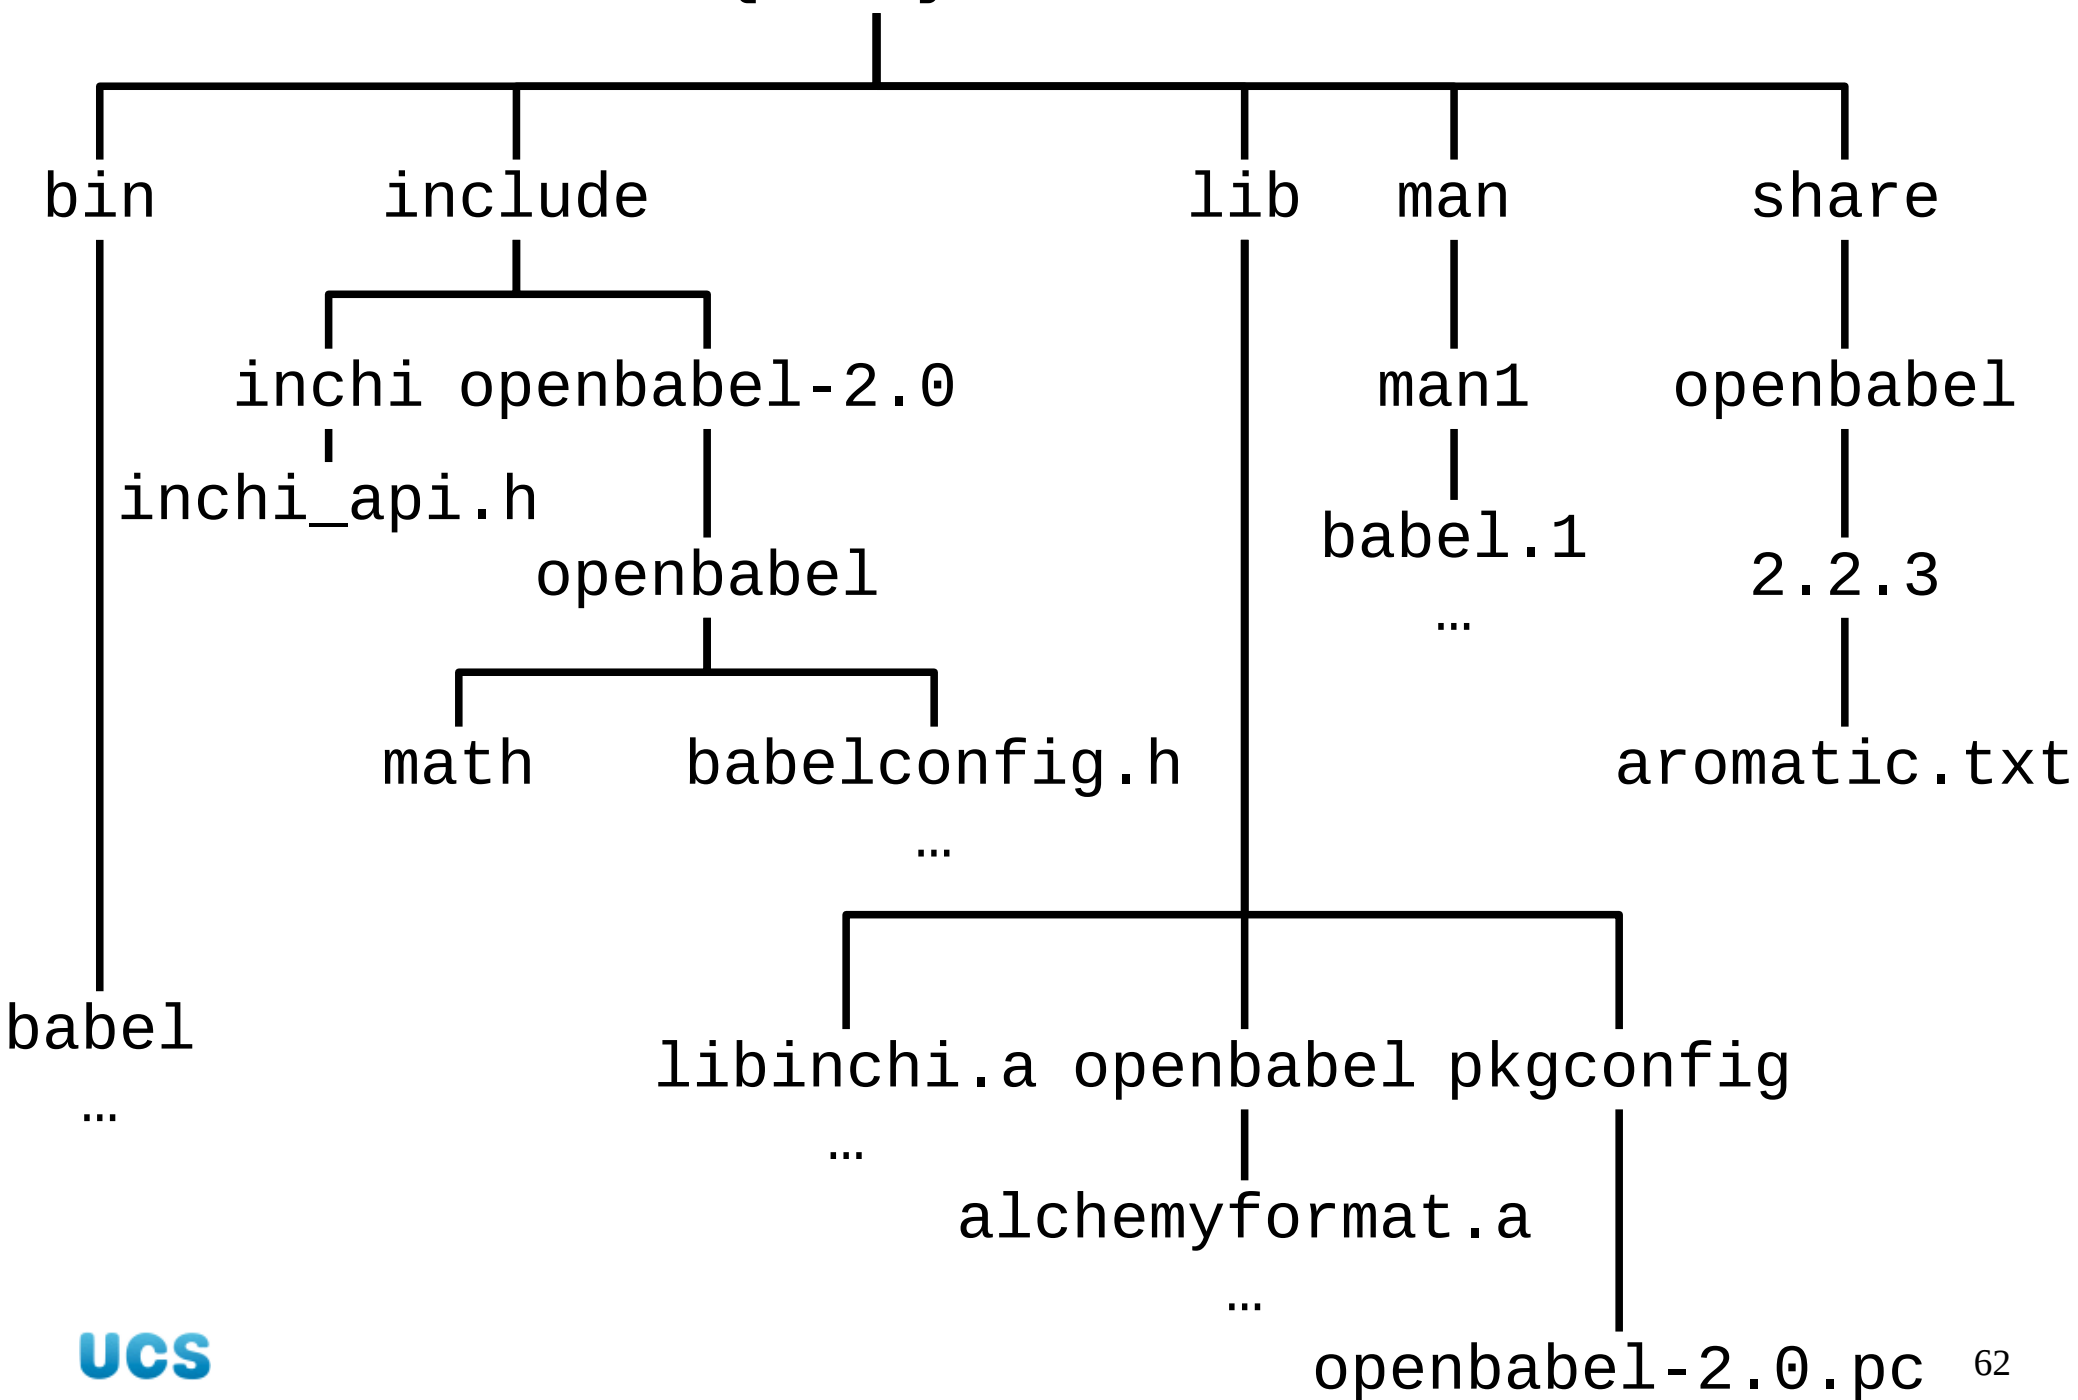 bin include lib man share
inchi openbabel-2.0 man1 openbabel
inchi_api.h
babel.1
openbabel 2.2.3
…
math babelconfig.h aromatic.txt
…
babel
libinchi.a openbabel pkgconfig
…
…
alchemyformat.a
…
UCS
openbabel-2.0.pc 62